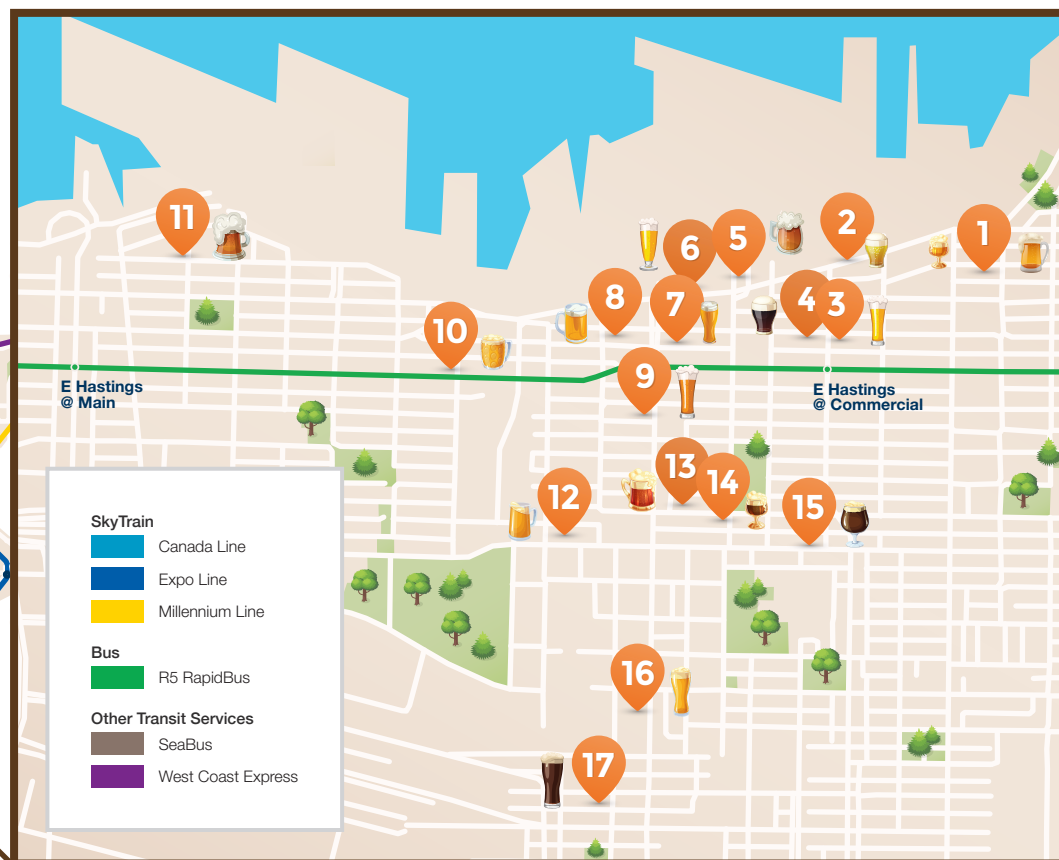 11
2
1
5
6
4
3
8
7
10
9
E Hastings
@ Main
E Hastings
@ Commercial
13
14
12
15
16
17
SkyTrain
Canada Line
Expo Line
Millennium Line
Bus
R5 RapidBus
Other Transit Services
SeaBus
West Coast Express